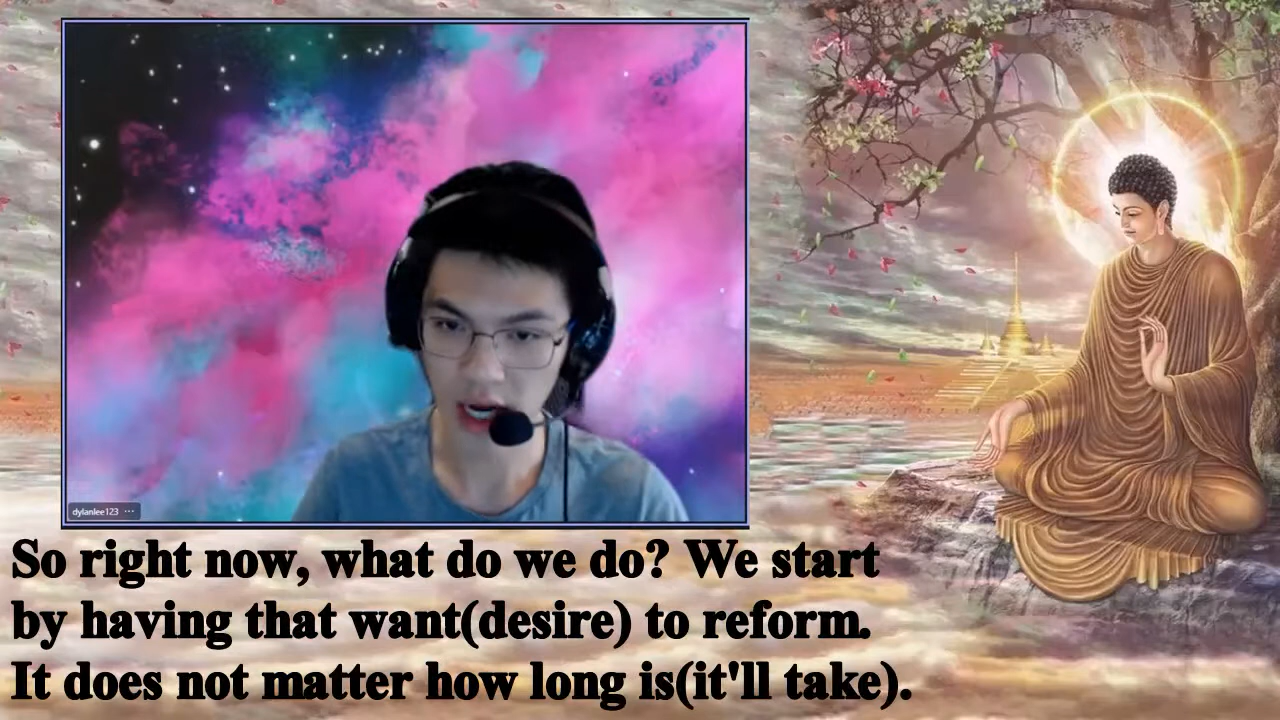 dylanlee123 ...
So right now, what do we do? We start
by having that want(desire) to reform.
It does not matter how long is(it'll take).